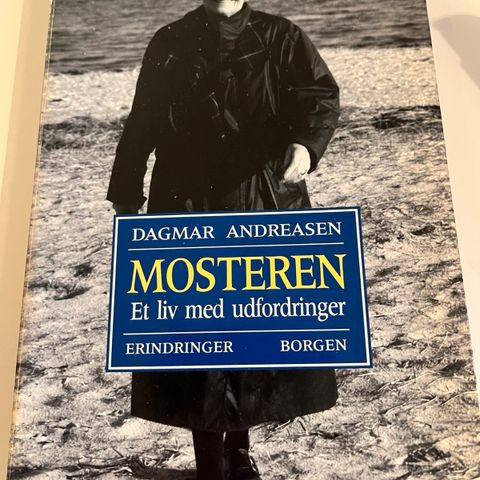 DAGMAR ANDREASEN
MOSTEREN
Et liv med udfordringer
ERINDRINGER BORGEN